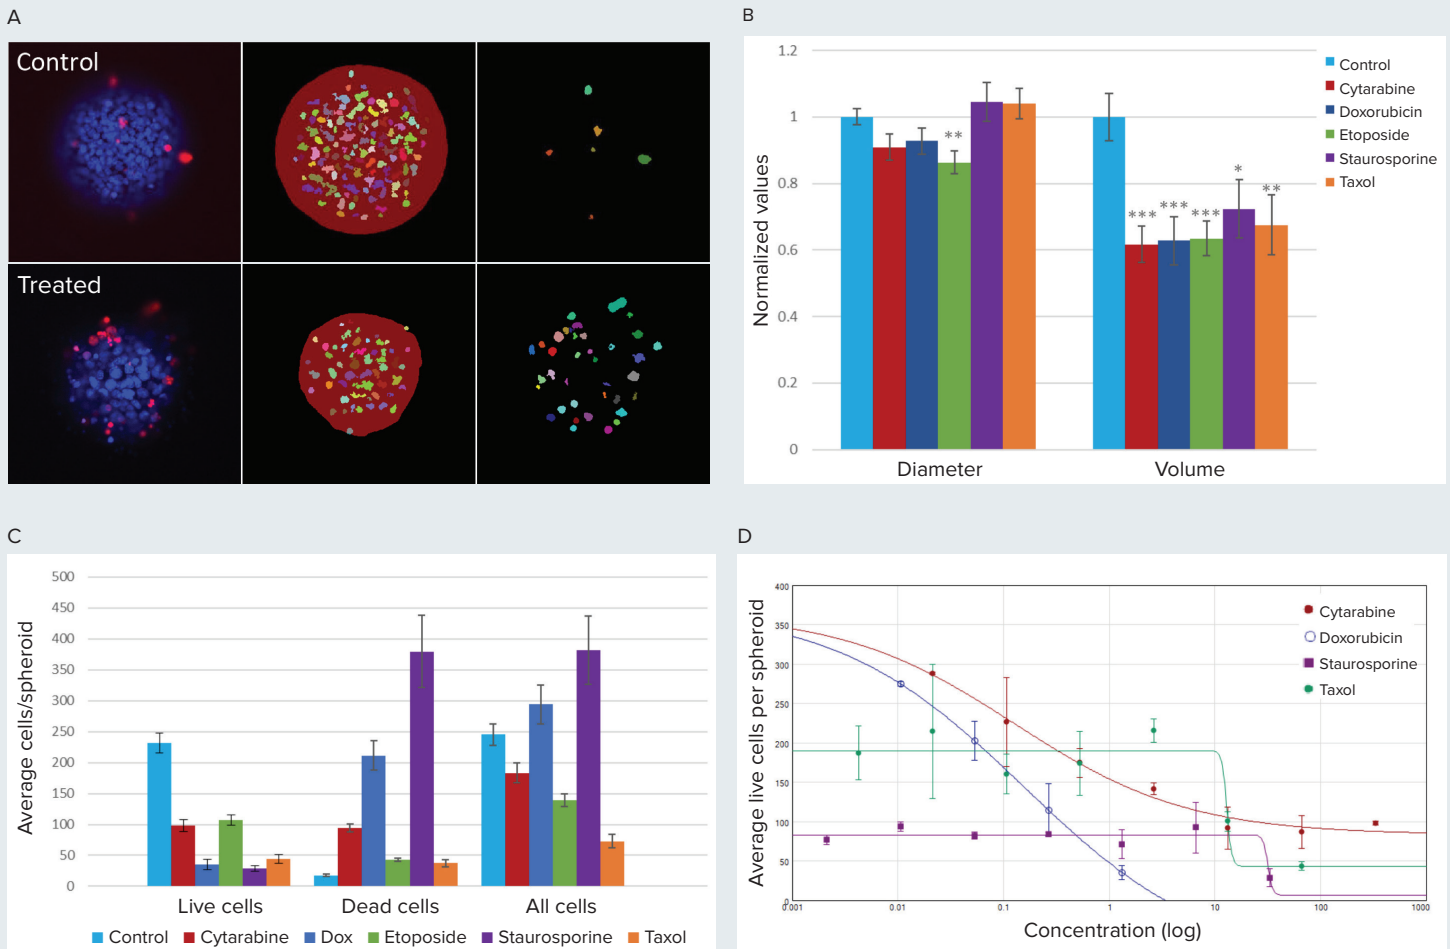 A
Control
Treated
B
1.2
1
0.8
0.6
0.4
0.2
0
Normalized values
**
***
***
***
*
**
Diameter
Volume
Control
Cytarabine
Doxorubicin
Etoposide
Staurosporine
Taxol
C
500
450
400
350
300
250
200
150
100
50
0
Average cells/spheroid
Live cells
Dead cells
All cells
Control
Cytarabine
Dox
Etoposide
Staurosporine
Taxol
D
400
350
300
250
200
150
100
50
0
Average live cells per spheroid
0.001
0.01
0.1
1
10
100
1000
Concentration (log)
Cytarabine
Doxorubicin
Staurosporine
Taxol